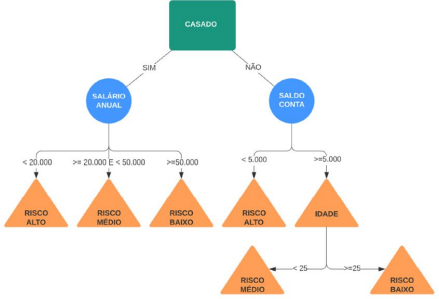 CASADO
SIM
NÃO
SALÁRIO
ANUAL
SALDO
CONTA
< 20.000
>= 20.000 E < 50.000
>=50.000
< 5.000
>=5.000
RISCO
ALTO
RISCO
MÉDIO
RISCO
BAIXO
RISCO
ALTO
IDADE
< 25
>=25
RISCO
MÉDIO
RISCO
BAIXO